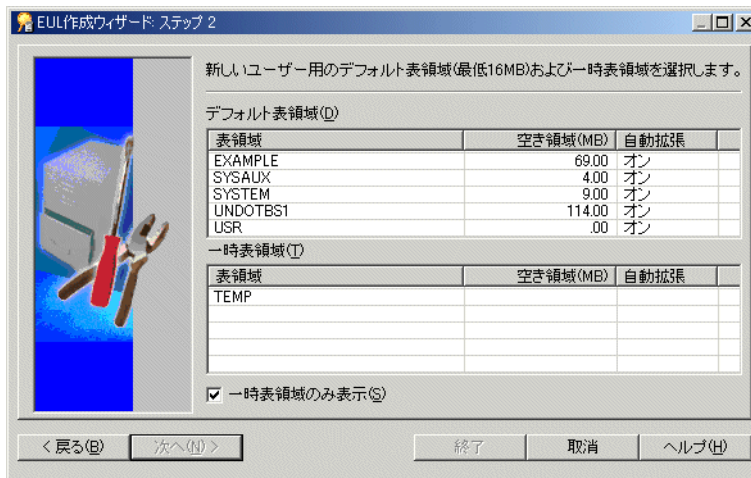 EUL作成ウィザード: ステップ 2
新しいユーザー用のデフォルト表領域(最低16MB)および一時表領域を選択します。
デフォルト表領域(D)
表領域 空き領域(MB) 自動拡張
EXAMPLE 69.00 オン
SYSAUX 4.00 オン
SYSTEM 9.00 オン
UNDOTBS1 114.00 オン
USR .00 オン
一時表領域(T)
表領域 空き領域(MB) 自動拡張
TEMP
一時表領域のみ表示(S)
< 戻る(B) 次へ(N) > 終了 取消 ヘルプ(H)